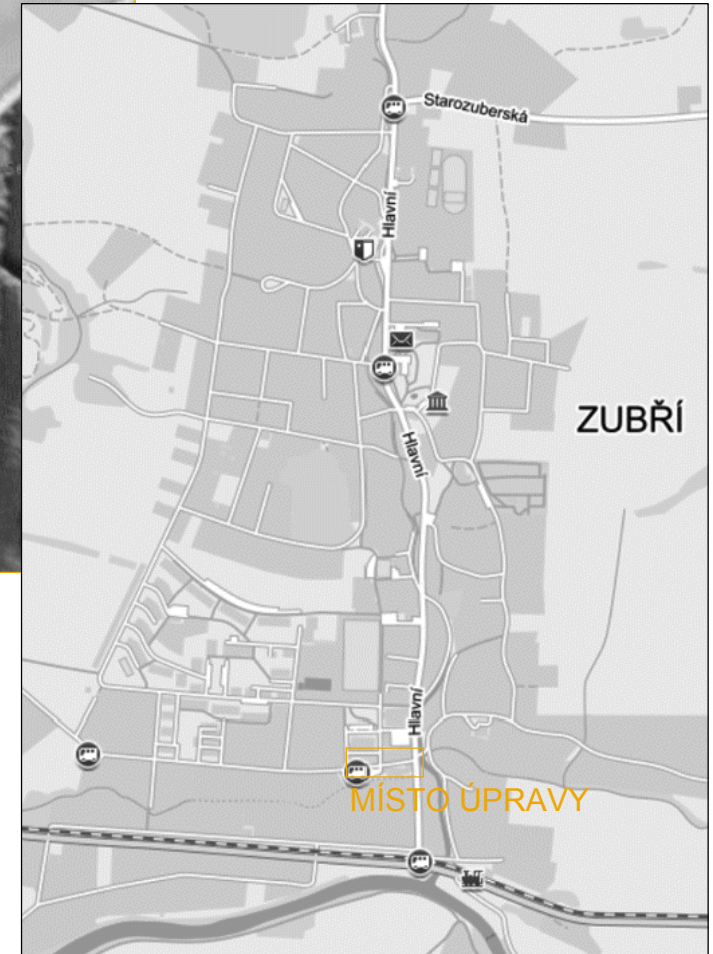 Starozuberská
Hlavní
ZUBŘÍ
Hlavní
Hlavní
MÍSTO ÚPRAVY